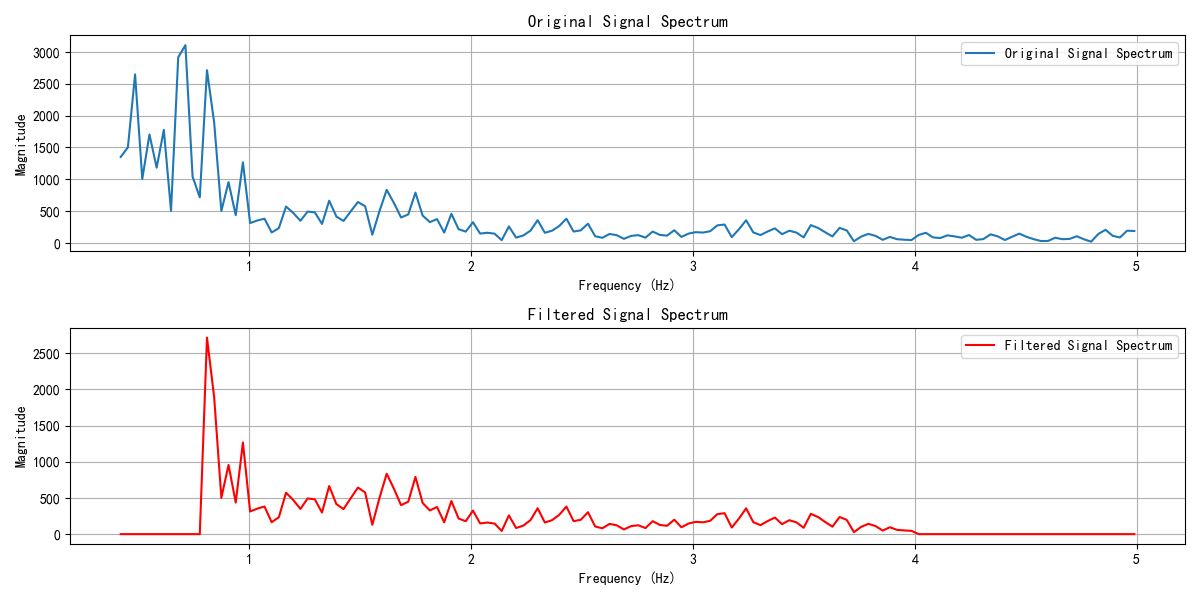 Original Signal Spectrum
3000
2500
2000
1500
1000
500
0
Magnitude
Original Signal Spectrum
1 2 3 4 5
Frequency (Hz)
Filtered Signal Spectrum
2500
2000
1500
1000
500
0
Magnitude
Filtered Signal Spectrum
1 2 3 4 5
Frequency (Hz)